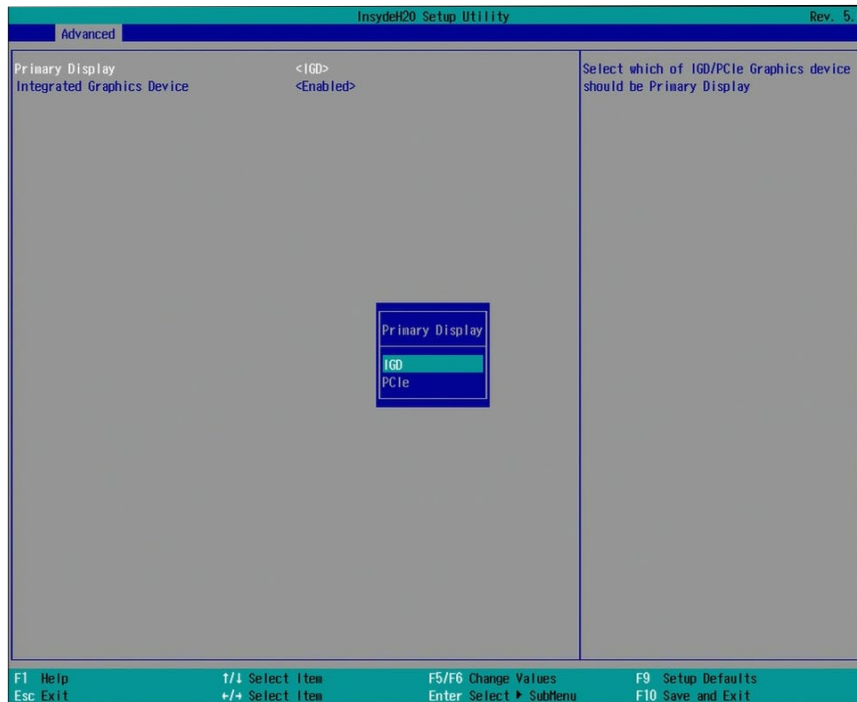 InsydeH20 Setup Utility Rev. 5.
Advanced
Primary Display <IGD>
Integrated Graphics Device <Enabled>
Select which of IGD/PCIe Graphics device
should be Primary Display
Primary Display
IGD
PCIe
F1 Help ↑/↓ Select Item F5/F6 Change Values F9 Setup Defaults
Esc Exit ←/→ Select Item Enter Select ▶ SubMenu F10 Save and Exit